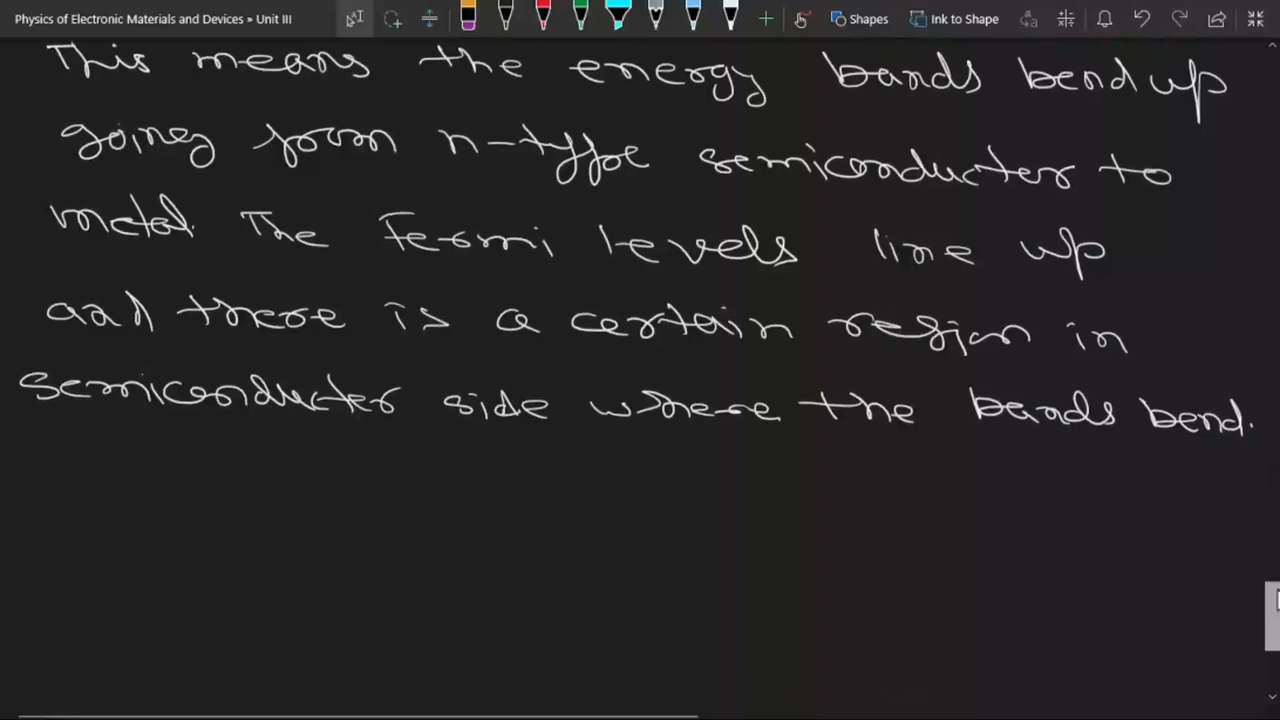 Physics of Electronic Materials and Devices » Unit III
Shapes
Ink to Shape
This means the energy bands bend up
going from n-type semiconductor to
metal. The Fermi levels line up
and there is a certain region in
semiconductor side where the bands bend.